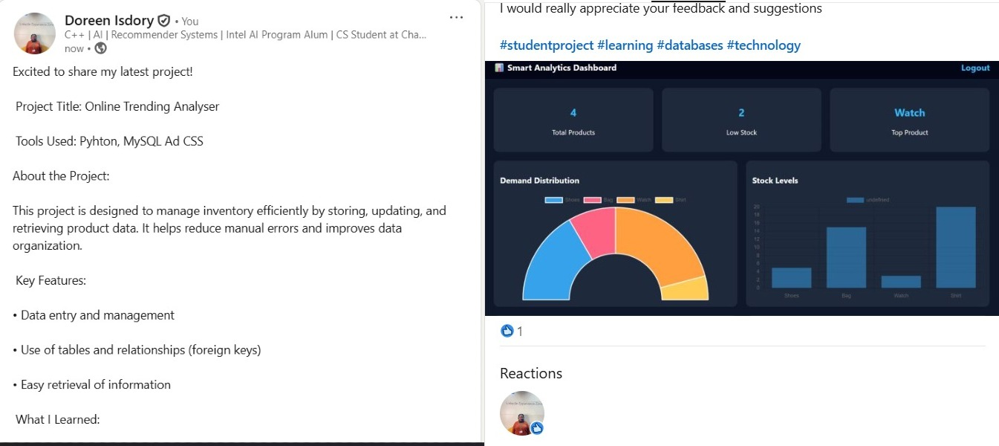 Doreen Isdory • You
C++ | AI | Recommender Systems | Intel AI Program Alum | CS Student at Cha...
now •
Excited to share my latest project!
Project Title: Online Trending Analyser
Tools Used: Pyhton, MySQL Ad CSS
About the Project:
This project is designed to manage inventory efficiently by storing, updating, and
retrieving product data. It helps reduce manual errors and improves data
organization.
Key Features:
• Data entry and management
• Use of tables and relationships (foreign keys)
• Easy retrieval of information
What I Learned:
I would really appreciate your feedback and suggestions
#studentproject #learning #databases #technology
Smart Analytics Dashboard
Logout
4
Total Products
2
Low Stock
Watch
Top Product
Demand Distribution
Shoes Bag Watch Shirt
Stock Levels
undefined
20
18
16
14
12
10
8
6
4
2
0
Shoes Bag Watch Shirt
1
Reactions